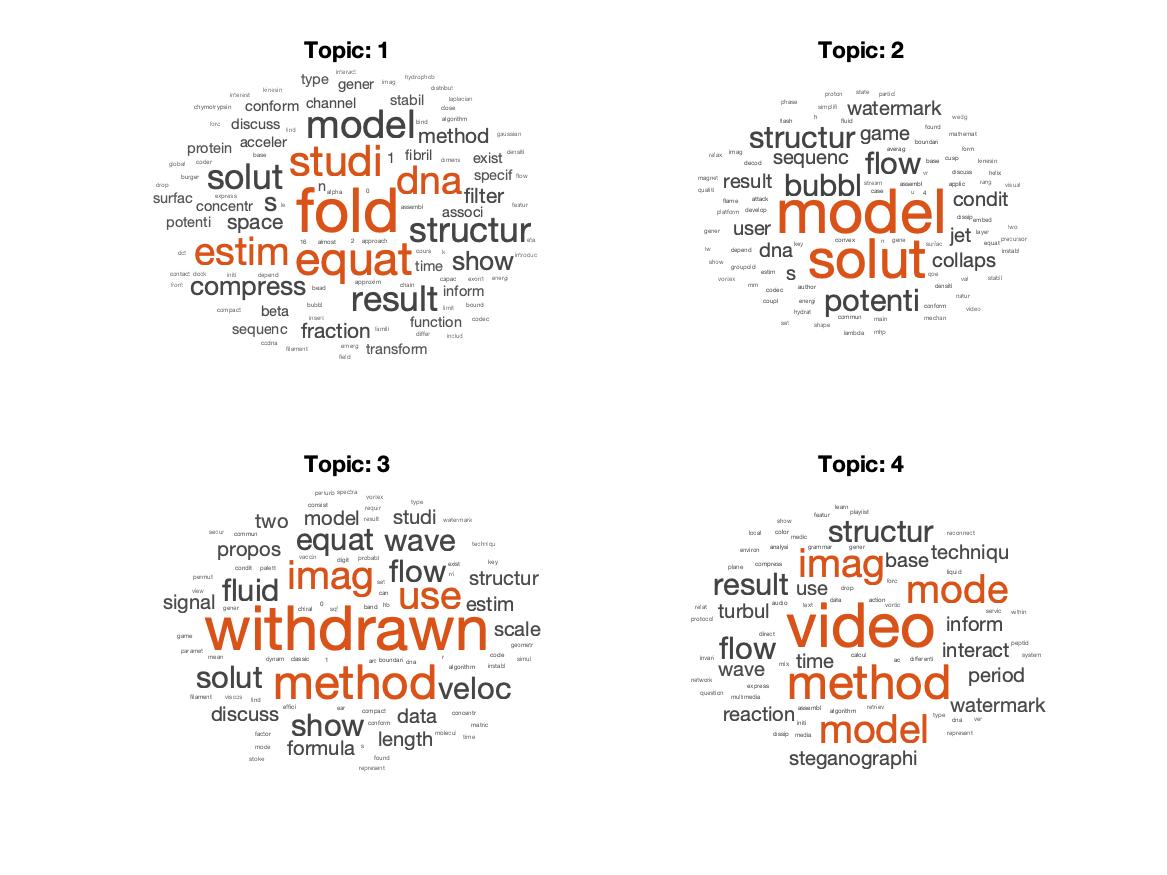 Topic: 1
type interact gener imag hydrophob
distribut
interest kinesin
chymotrypsin conform channel stabil close laplacian
forc discuss find model bind algorithm
method gaussian
protein acceler
base studi 1 fibril dimens exist densiti
global coder
burger solut n alpha 0 dna specif flow
drop
surfac express concentr s fold assembl filter featur
associ
potenti space structur
16 almost 2 approach
dct estim equat cours k show introduc
time
contact dock initi depend capac exon1 energi
front compress bead approxim chain inform
compact beta bubbl result limit bound
insert function codec
sequenc fraction famili differ includ
ccdna filament emerg transform
field
Topic: 2
proton state particl
phase simplifi watermark
flash h fluid wedg
structur game found mathemat
boundari
relax imag sequenc averag form
decod flow base cusp kinesin
magnet result bubbl stream assembl vr discuss helix
qualiti case u 4 applic rang visual
flame attack model condit
platform develop dissip embed
gener user jet layer two precursor
convex n gene surfac equat instabl
lw depend dna key
show solut collaps
groupoid s
vortex estim qoe val stabil
mm codec author densiti
coupl energi potenti natur
hydrat conform video
set commun main mechan
shape lambda mhp
Topic: 3
perturb spectra vortex
consist requir type
two model result studi watermark
secur commun equat wave
propos techniqu
vaccin digit probabl exist key
condit palett imag flow
permut set structur
view fluid can use
signal gener chiral 0 band hb estim
game withdrawn scale
paramet geometr
mean dynam classic 1 art boundari dna r code simul
algorithm instabl
solut method veloc
filament viscos find
discuss effici ear compact concentr
show conform data matric
factor molecul time
mode formula s length
stoke found
represent
Topic: 4
learn
featur playlist
show
local color medic structur reconnect
environ analysi grammar gener
imag base techniqu
plane compress liquid
result use drop forc mode
relat turbul audio data action servic within
protocol text vortic
video inform
direct
invari flow time calcul interact peptid
wave mix ac differenti system
network express method period
question multimedia
reaction assembl algorithm retriev watermark
initi type dna ver
dissip media model represent
steganographi